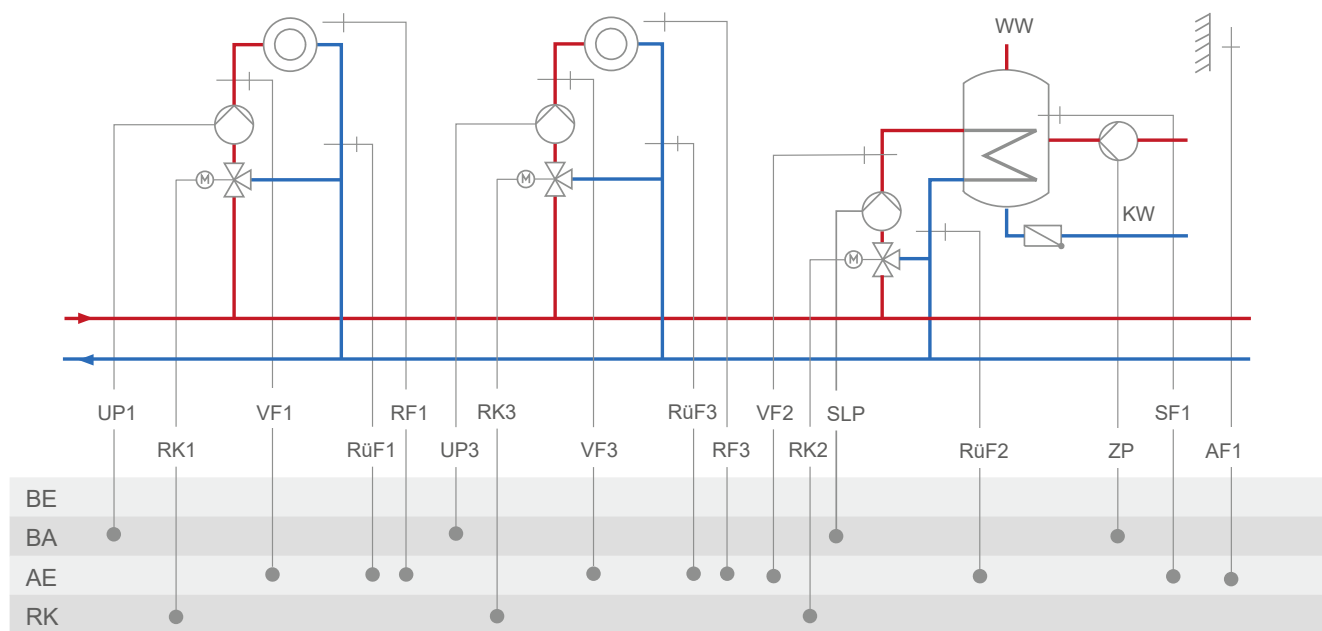 WW
M
M
KW
M
UP1 VF1 RF1 RK3 RüF3 VF2 SLP SF1
RK1 RüF1 UP3 VF3 RF3 RK2 RüF2 ZP AF1
BE
BA
AE
RK